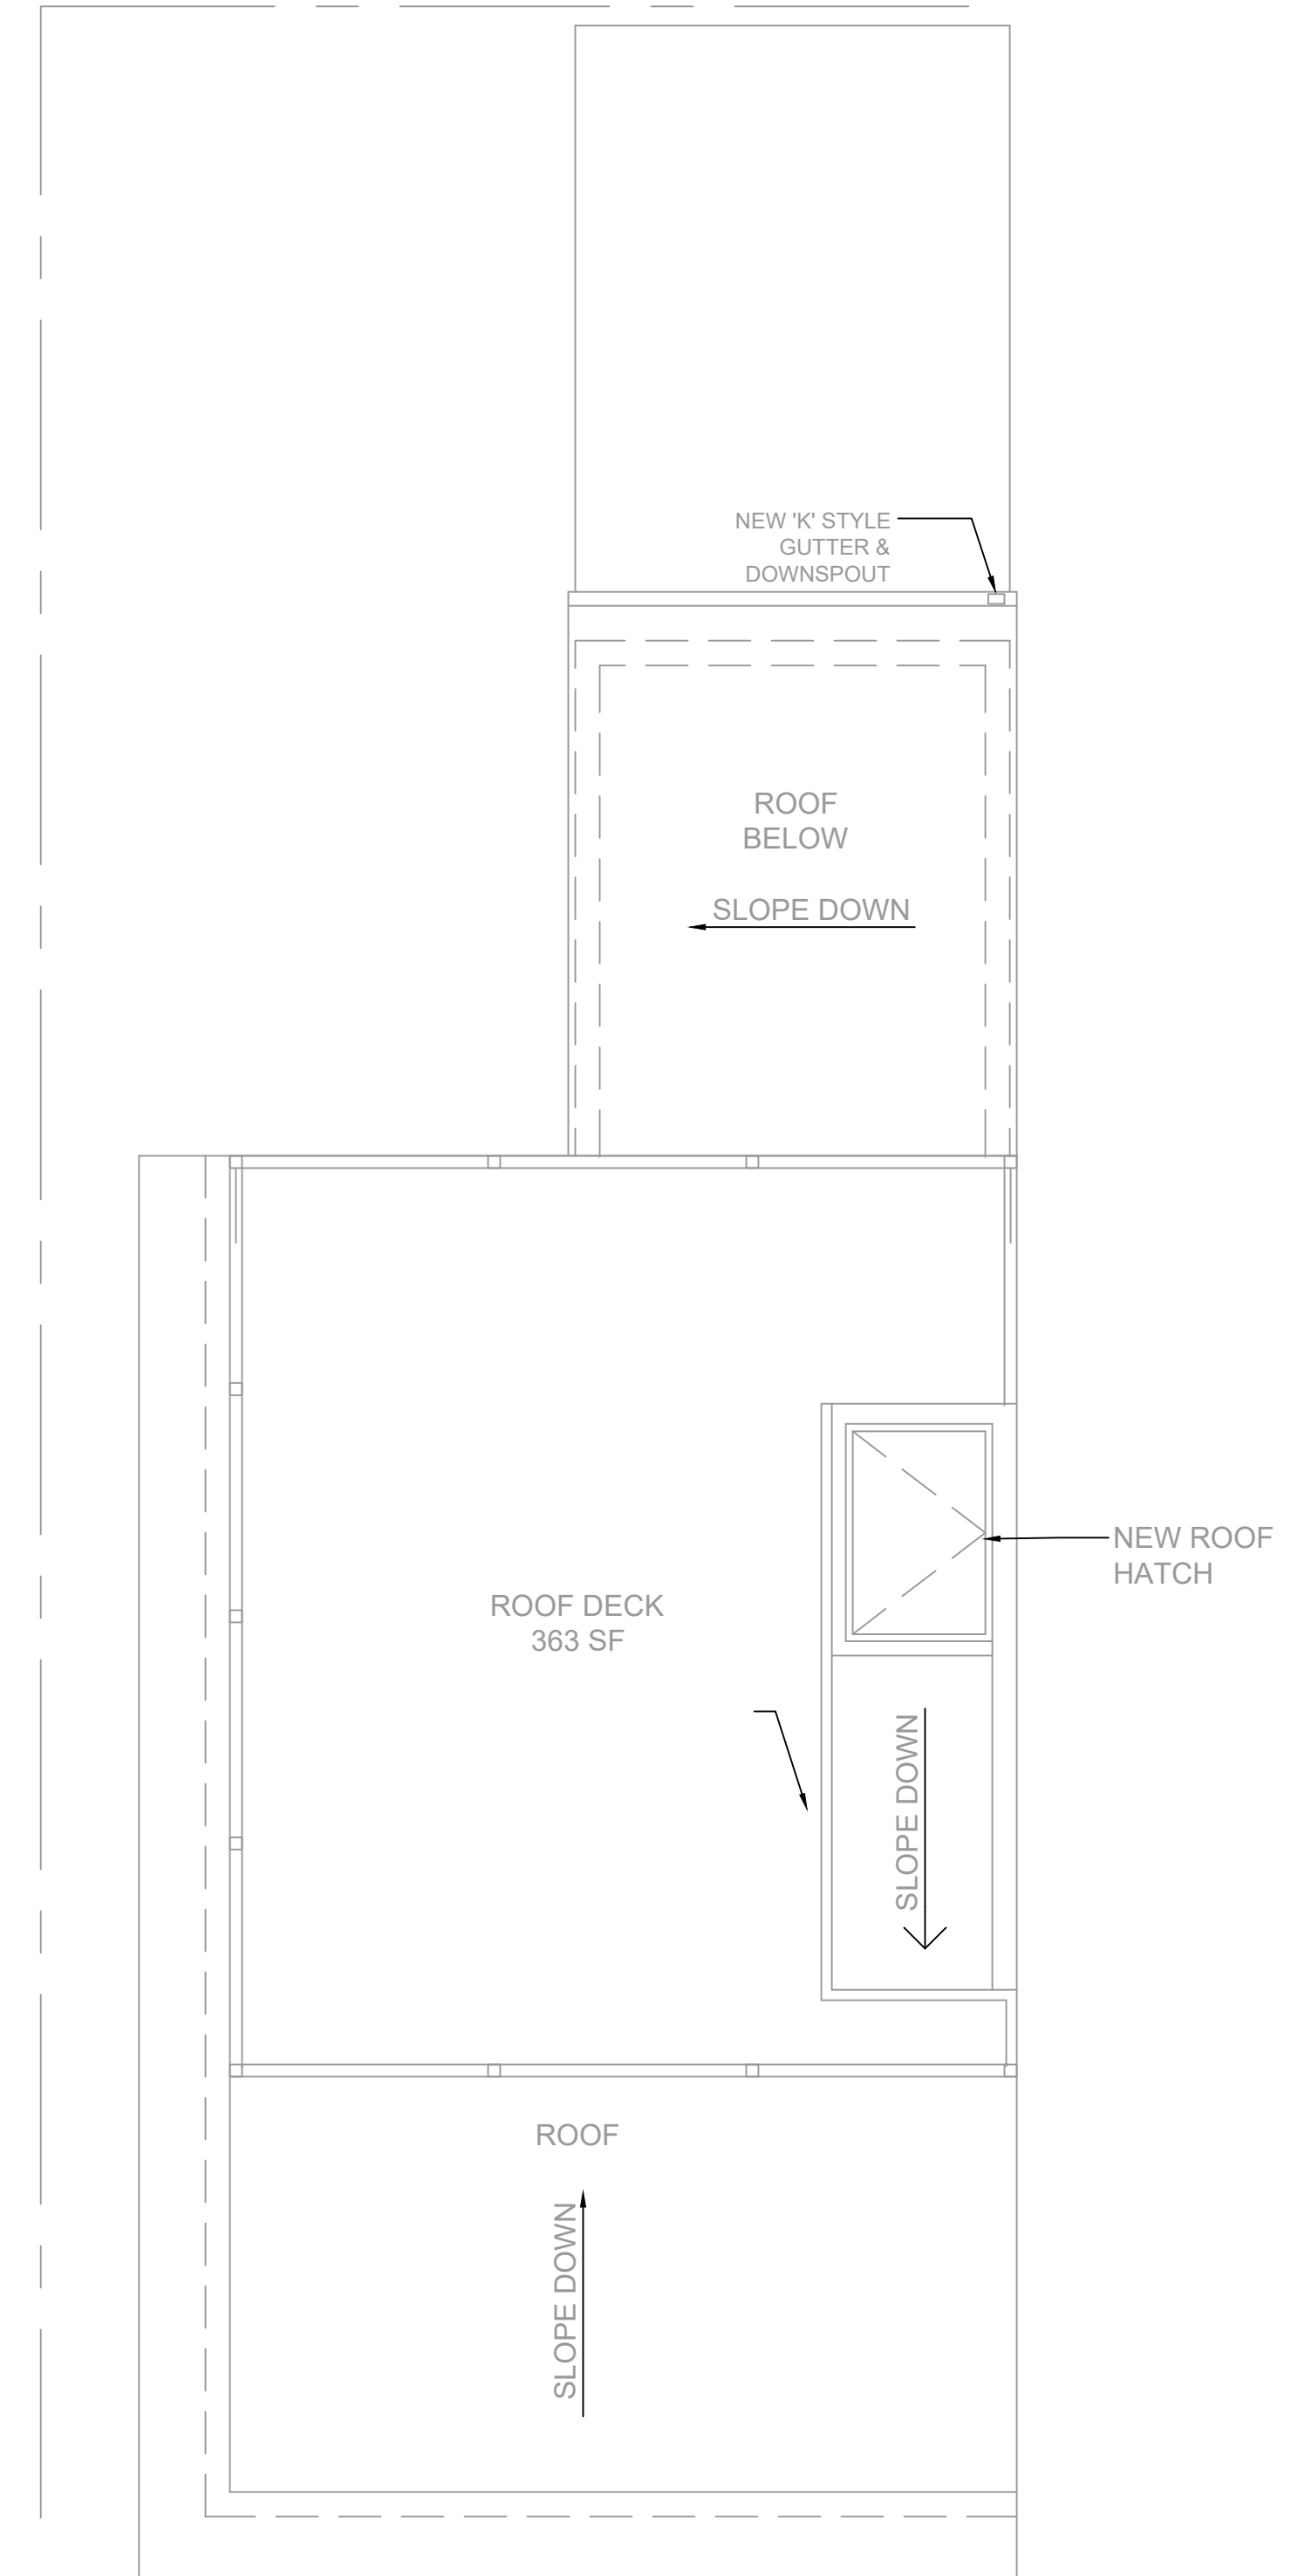 NEW 'K' STYLE
GUTTER &
DOWNSPOUT
ROOF
BELOW
SLOPE DOWN
NEW ROOF
HATCH
ROOF DECK
363 SF
SLOPE DOWN
ROOF
SLOPE DOWN